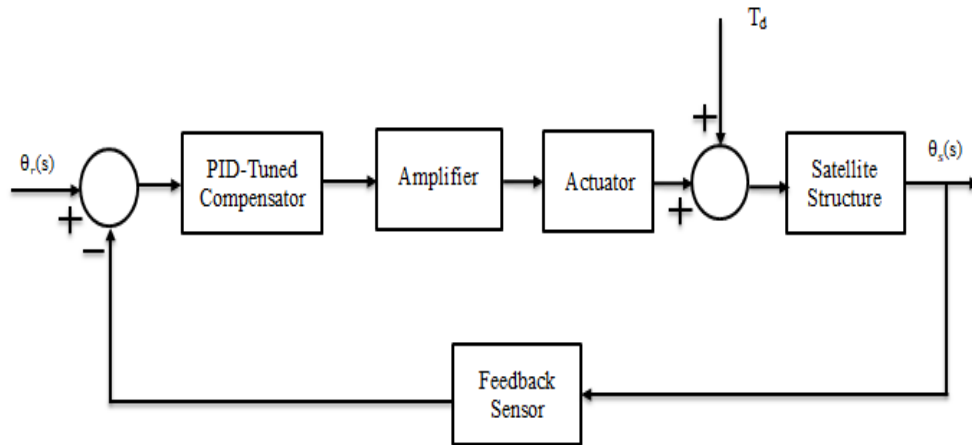 T_d
θ_r(s)
+
−
PID-Tuned
Compensator
Amplifier
Actuator
+
+
Satellite
Structure
θ_s(s)
Feedback
Sensor